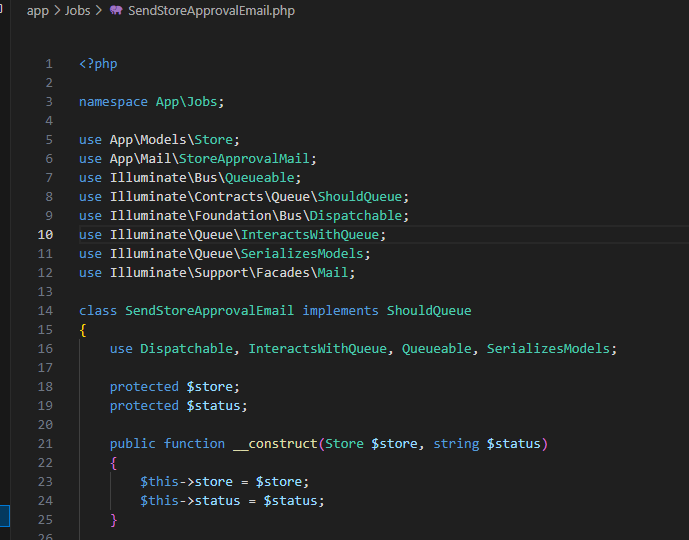 app > Jobs > SendStoreApprovalEmail.php
1 <?php
2
3 namespace App\Jobs;
4
5 use App\Models\Store;
6 use App\Mail\StoreApprovalMail;
7 use Illuminate\Bus\Queueable;
8 use Illuminate\Contracts\Queue\ShouldQueue;
9 use Illuminate\Foundation\Bus\Dispatchable;
10 use Illuminate\Queue\InteractsWithQueue;
11 use Illuminate\Queue\SerializesModels;
12 use Illuminate\Support\Facades\Mail;
13
14 class SendStoreApprovalEmail implements ShouldQueue
15 {
16     use Dispatchable, InteractsWithQueue, Queueable, SerializesModels;
17
18     protected $store;
19     protected $status;
20
21     public function __construct(Store $store, string $status)
22     {
23         $this->store = $store;
24         $this->status = $status;
25     }
26